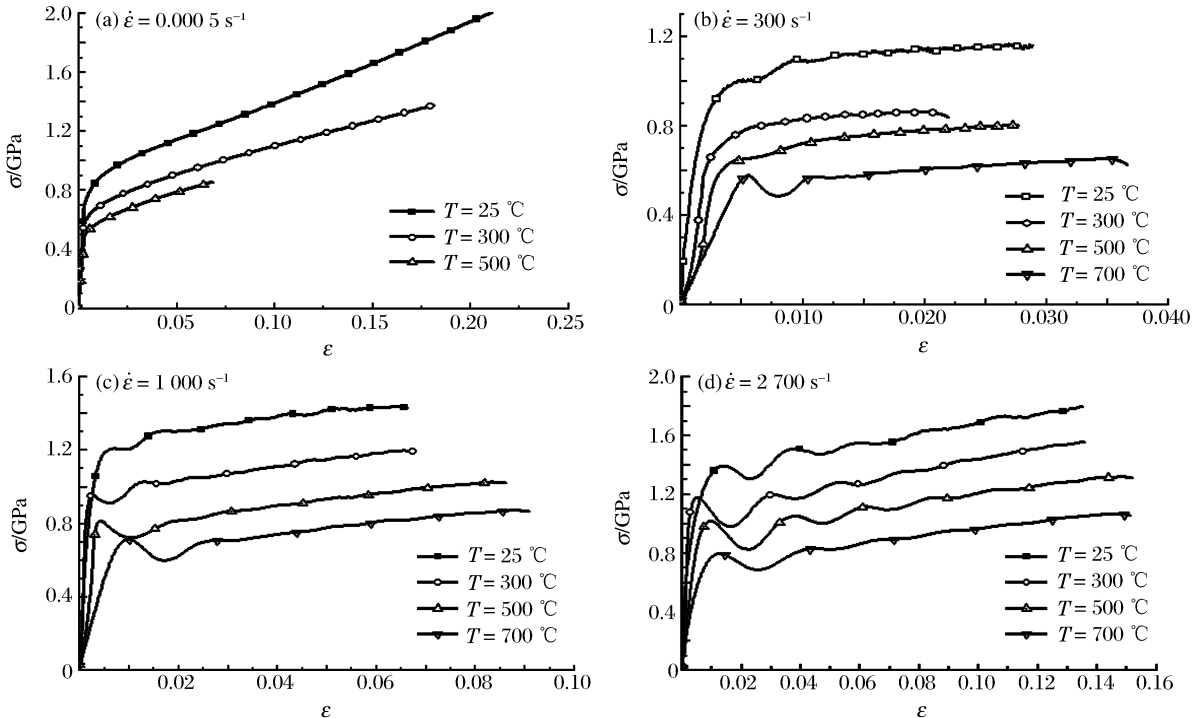 (a) ε̇ = 0.000 5 s⁻¹
2.0
1.6
1.2
0.8
0.4
0
σ/GPa
T = 25 ℃
T = 300 ℃
T = 500 ℃
0.05
0.10
0.15
0.20
0.25
ε
(b) ε̇ = 300 s⁻¹
1.2
0.8
0.4
0
σ/GPa
T = 25 ℃
T = 300 ℃
T = 500 ℃
T = 700 ℃
0.010
0.020
0.030
0.040
ε
(c) ε̇ = 1 000 s⁻¹
1.6
1.2
0.8
0.4
0
σ/GPa
T = 25 ℃
T = 300 ℃
T = 500 ℃
T = 700 ℃
0.02
0.04
0.06
0.08
0.10
ε
(d) ε̇ = 2 700 s⁻¹
2.0
1.6
1.2
0.8
0.4
0
σ/GPa
T = 25 ℃
T = 300 ℃
T = 500 ℃
T = 700 ℃
0.02
0.04
0.06
0.08
0.10
0.12
0.14
0.16
ε